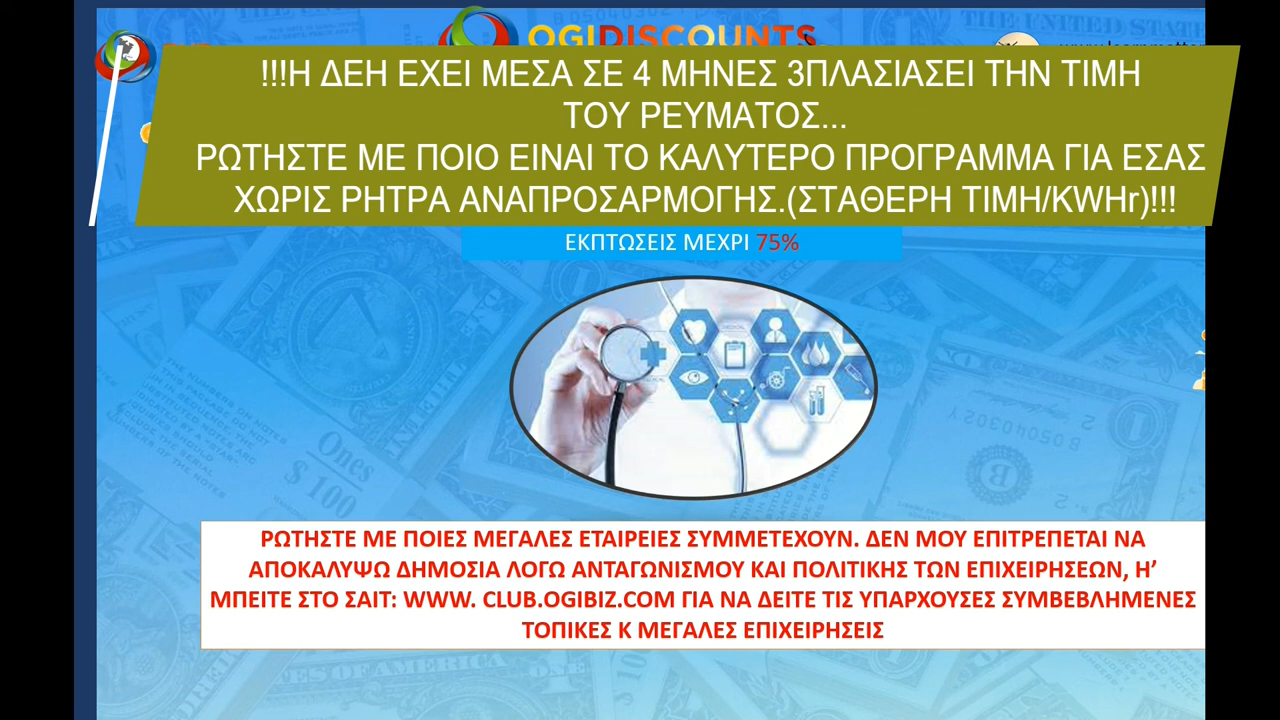 OGIDISCOUNTS
!!!Η ΔΕΗ ΕΧΕΙ ΜΕΣΑ ΣΕ 4 ΜΗΝΕΣ 3ΠΛΑΣΙΑΣΕΙ ΤΗΝ ΤΙΜΗ
ΤΟΥ ΡΕΥΜΑΤΟΣ...
ΡΩΤΗΣΤΕ ΜΕ ΠΟΙΟ ΕΙΝΑΙ ΤΟ ΚΑΛΥΤΕΡΟ ΠΡΟΓΡΑΜΜΑ ΓΙΑ ΕΣΑΣ
ΧΩΡΙΣ ΡΗΤΡΑ ΑΝΑΠΡΟΣΑΡΜΟΓΗΣ.(ΣΤΑΘΕΡΗ ΤΙΜΗ/KWHr)!!!
ΕΚΠΤΩΣΕΙΣ ΜΕΧΡΙ 75%
ΡΩΤΗΣΤΕ ΜΕ ΠΟΙΕΣ ΜΕΓΑΛΕΣ ΕΤΑΙΡΕΙΕΣ ΣΥΜΜΕΤΕΧΟΥΝ. ΔΕΝ ΜΟΥ ΕΠΙΤΡΕΠΕΤΑΙ ΝΑ
ΑΠΟΚΑΛΥΨΩ ΔΗΜΟΣΙΑ ΛΟΓΩ ΑΝΤΑΓΩΝΙΣΜΟΥ ΚΑΙ ΠΟΛΙΤΙΚΗΣ ΤΩΝ ΕΠΙΧΕΙΡΗΣΕΩΝ, Η’
ΜΠΕΙΤΕ ΣΤΟ ΣΑΙΤ: WWW. CLUB.OGIBIZ.COM ΓΙΑ ΝΑ ΔΕΙΤΕ ΤΙΣ ΥΠΑΡΧΟΥΣΕΣ ΣΥΜΒΕΒΛΗΜΕΝΕΣ
ΤΟΠΙΚΕΣ Κ ΜΕΓΑΛΕΣ ΕΠΙΧΕΙΡΗΣΕΙΣ